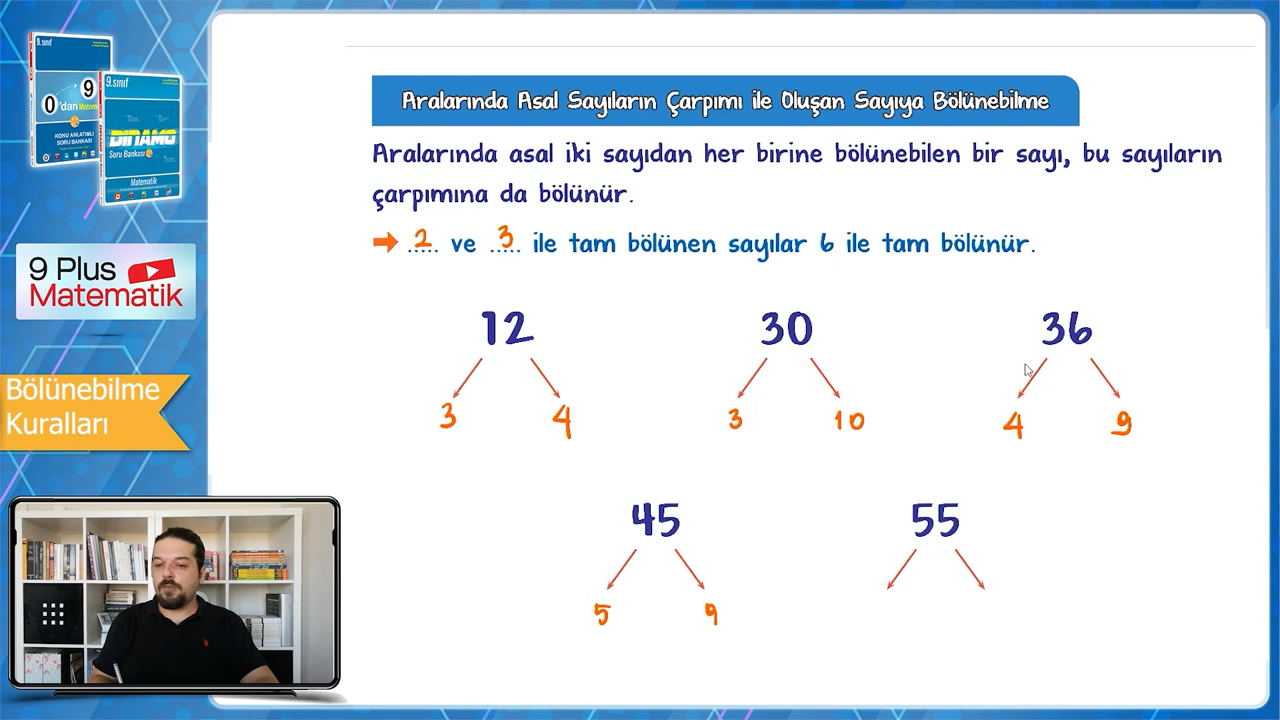 Aralarında Asal Sayıların Çarpımı ile Oluşan Sayıya Bölünebilme
Aralarında asal iki sayıdan her birine bölünebilen bir sayı, bu sayıların
çarpımına da bölünür.
2 ve 3 ile tam bölünen sayılar 6 ile tam bölünür.
12 30 36
3 4 3 10 4 9
45 55
5 9
9.sınıf
0'dan 9
Matematik
KONU ANLATIMLI
SORU BANKASI
9.sınıf
DINAMO
Soru Bankası
Matematik
9 Plus
Matematik
Bölünebilme
Kuralları